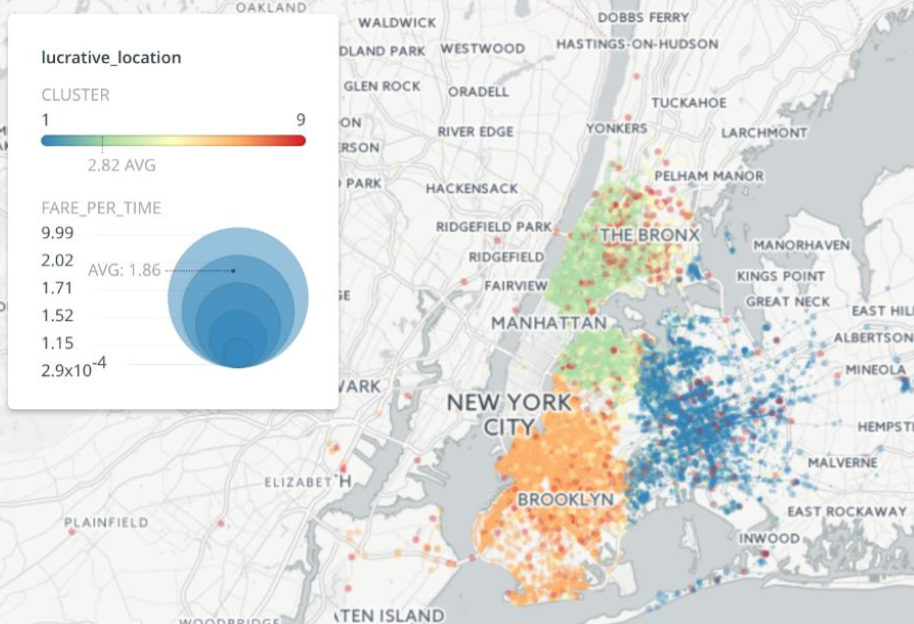 lucrative_location
CLUSTER
1 9
2.82 AVG
FARE_PER_TIME
9.99
2.02
AVG: 1.86
1.71
1.52
1.15
2.9x10⁻⁴
OAKLAND
WALDWICK
DOBBS FERRY
DLAND PARK
WESTWOOD
HASTINGS-ON-HUDSON
GLEN ROCK
ORADELL
TUCKAHOE
ON
RIVER EDGE
YONKERS
LARCHMONT
ERSON
PARK
HACKENSACK
PELHAM MANOR
RIDGEFIELD PARK
THE BRONX
MANORHAVEN
RIDGEFIELD
KINGS POINT
FAIRVIEW
GE
GREAT NECK
EAST HIL
MANHATTAN
ALBERTSON
MINEOLA
WARK
NEW YORK
CITY
HEMPSTE
MALVERNE
ELIZABETH
BROOKLYN
EAST ROCKAWAY
PLAINFIELD
INWOOD
WOODBRIDGE
ATEN ISLAND